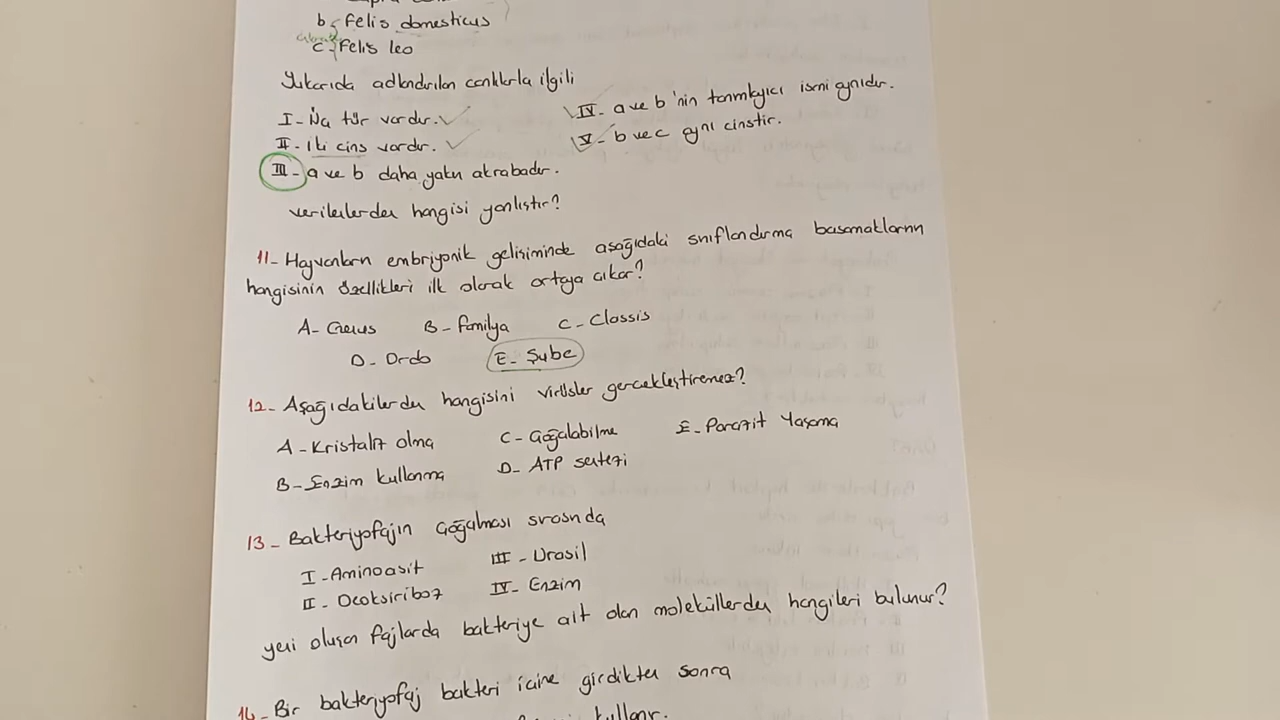 b. Felis domesticus
c. Felis leo
Yukarıda adlandırılan canlılarla ilgili
I- Üç tür vardır.
II- İki cins vardır.
III- a ve b daha yakın akrabadır.
IV- a ve b'nin tanımlayıcı ismi aynıdır.
V- b ve c aynı cinstir.
verilerden hangisi yanlıştır?
11- Hayvanların embriyonik gelişiminde aşağıdaki sınıflandırma basamaklarının
hangisinin özellikleri ilk olarak ortaya çıkar?
A- Genus B- Familya C- Classis
D- Ordo E- Şube
12- Aşağıdakilerden hangisini virüsler gerçekleştiremez?
A- Kristalize olma C- Çoğalabilme E- Parazit Yaşama
B- Enzim kullanma D- ATP sentezi
13- Bakteriyofajın çoğalması sırasında
I- Aminoasit III- Urasil
II- Deoksiriboz IV- Enzim
yeni oluşan fajlarda bakteriye ait olan moleküllerden hangileri bulunur?
14- Bir bakteriyofaj bakteri içine girdikten sonra
kullanır.